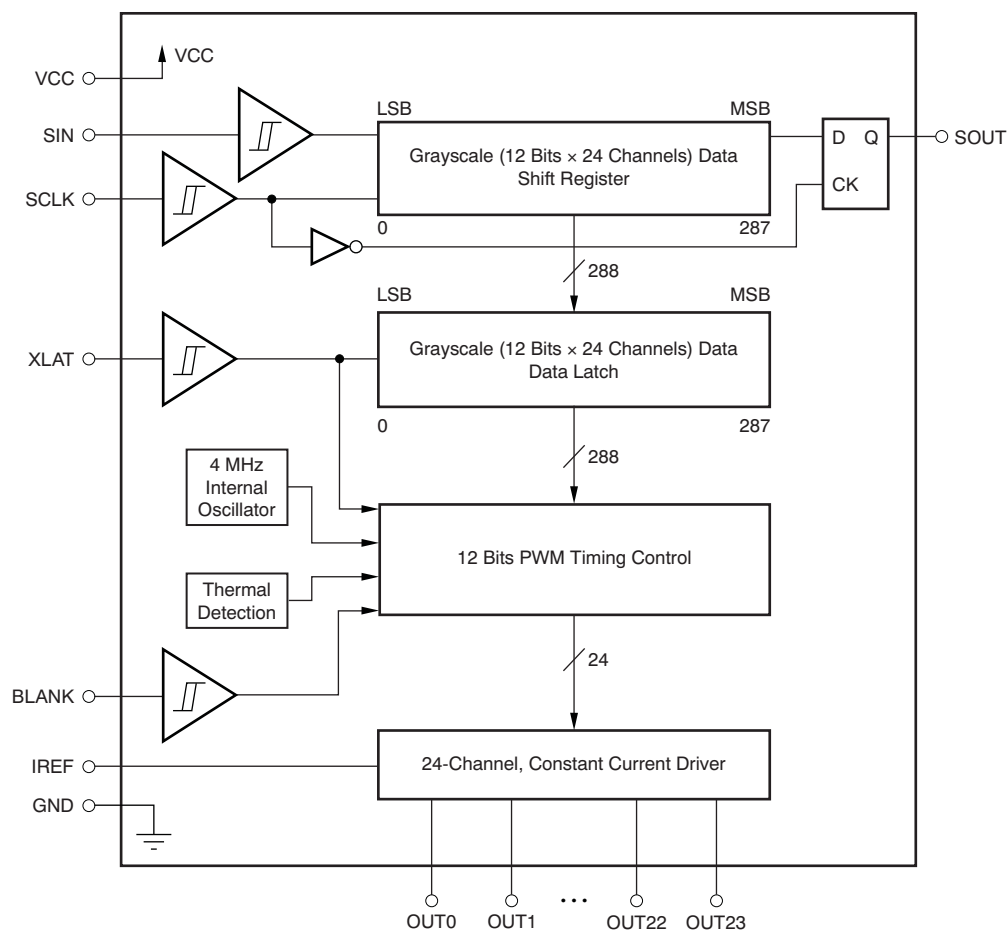 VCC
VCC
SIN
SCLK
LSB
MSB
Grayscale (12 Bits × 24 Channels) Data
Shift Register
0
287
D
Q
CK
SOUT
288
LSB
MSB
XLAT
Grayscale (12 Bits × 24 Channels) Data
Data Latch
0
287
288
4 MHz
Internal
Oscillator
12 Bits PWM Timing Control
Thermal
Detection
24
BLANK
IREF
24-Channel, Constant Current Driver
GND
OUT0
OUT1
...
OUT22
OUT23